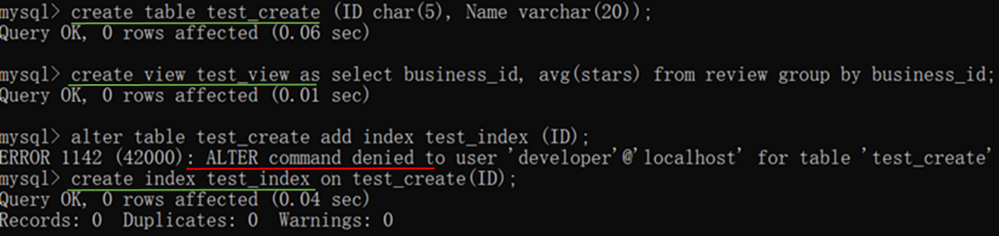 mysql> create table test_create (ID char(5), Name varchar(20));
Query OK, 0 rows affected (0.06 sec)
mysql> create view test_view as select business_id, avg(stars) from review group by business_id;
Query OK, 0 rows affected (0.01 sec)
mysql> alter table test_create add index test_index (ID);
ERROR 1142 (42000): ALTER command denied to user 'developer'@'localhost' for table 'test_create'
mysql> create index test_index on test_create(ID);
Query OK, 0 rows affected (0.04 sec)
Records: 0  Duplicates: 0  Warnings: 0